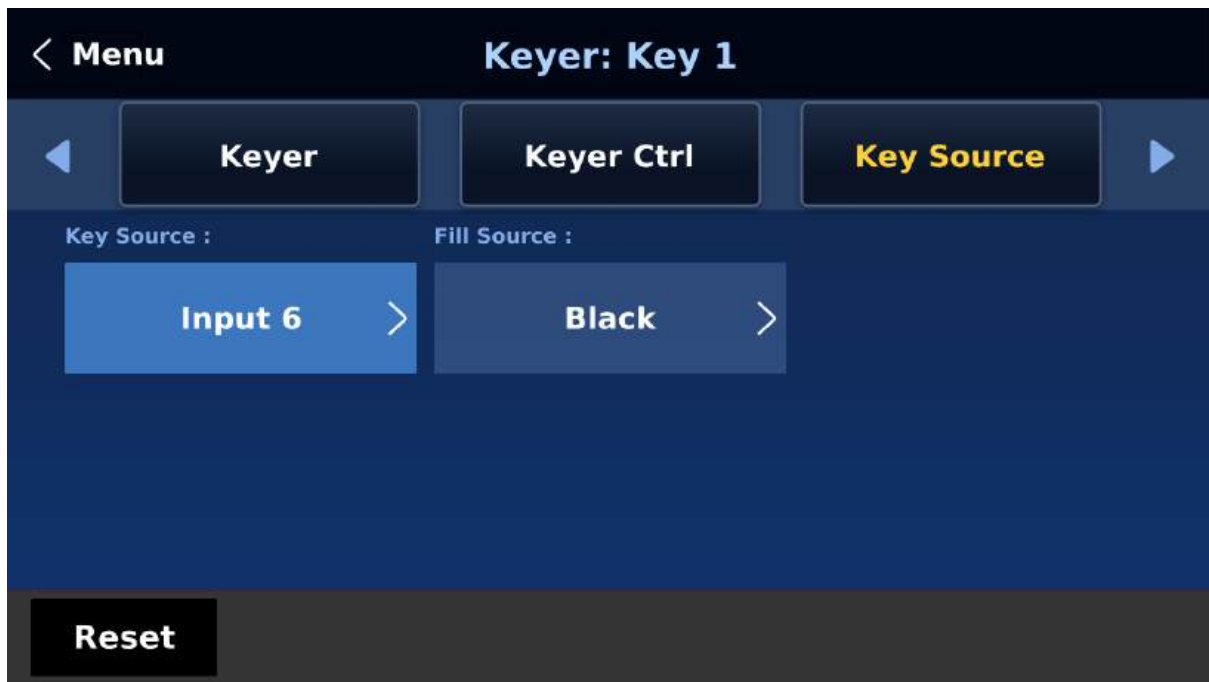 Menu
Keyer: Key 1
Keyer
Keyer Ctrl
Key Source
Key Source :
Fill Source :
Input 6
Black
Reset